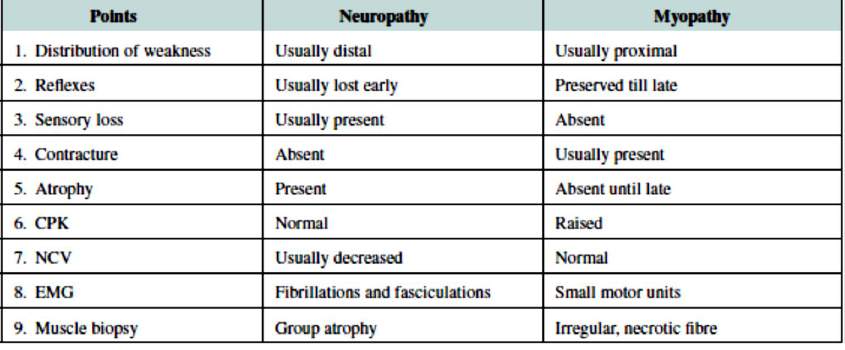 Points Neuropathy Myopathy
1. Distribution of weakness Usually distal Usually proximal
2. Reflexes Usually lost early Preserved till late
3. Sensory loss Usually present Absent
4. Contracture Absent Usually present
5. Atrophy Present Absent until late
6. CPK Normal Raised
7. NCV Usually decreased Normal
8. EMG Fibrillations and fasciculations Small motor units
9. Muscle biopsy Group atrophy Irregular, necrotic fibre